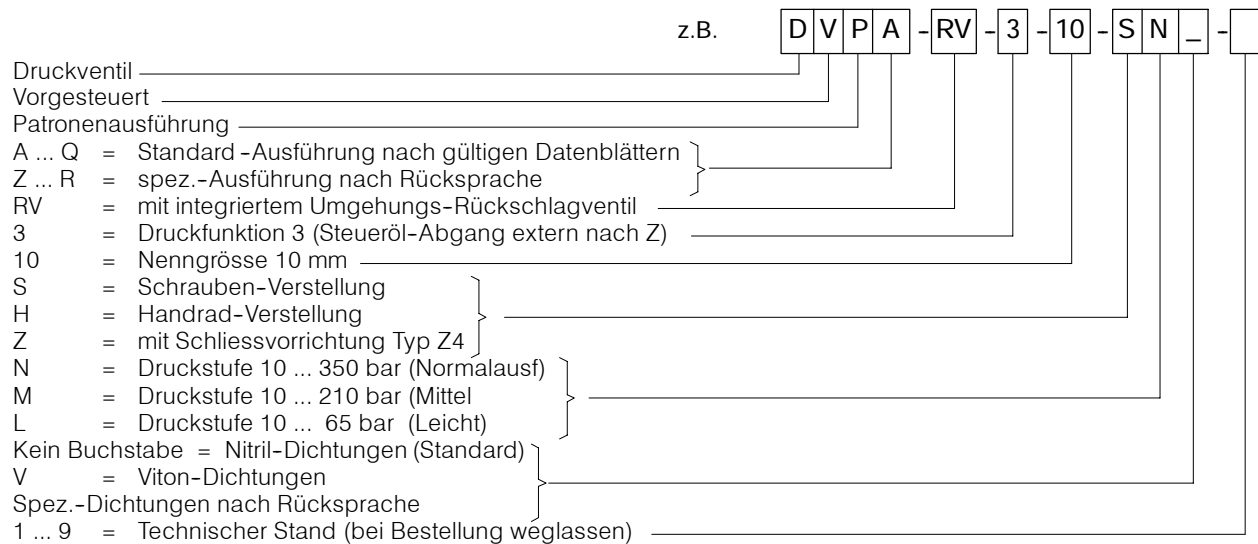 z.B. D V P A -RV -3 -10 -S N _ -
Druckventil
Vorgesteuert
Patronenausführung
A ... Q = Standard-Ausführung nach gültigen Datenblättern
Z ... R = spez.-Ausführung nach Rücksprache
RV = mit integriertem Umgehungs-Rückschlagventil
3 = Druckfunktion 3 (Steueröl-Abgang extern nach Z)
10 = Nenngrösse 10 mm
S = Schrauben-Verstellung
H = Handrad-Verstellung
Z = mit Schliessvorrichtung Typ Z4
N = Druckstufe 10 ... 350 bar (Normalausf)
M = Druckstufe 10 ... 210 bar (Mittel
L = Druckstufe 10 ... 65 bar (Leicht)
Kein Buchstabe = Nitril-Dichtungen (Standard)
V = Viton-Dichtungen
Spez.-Dichtungen nach Rücksprache
1 ... 9 = Technischer Stand (bei Bestellung weglassen)